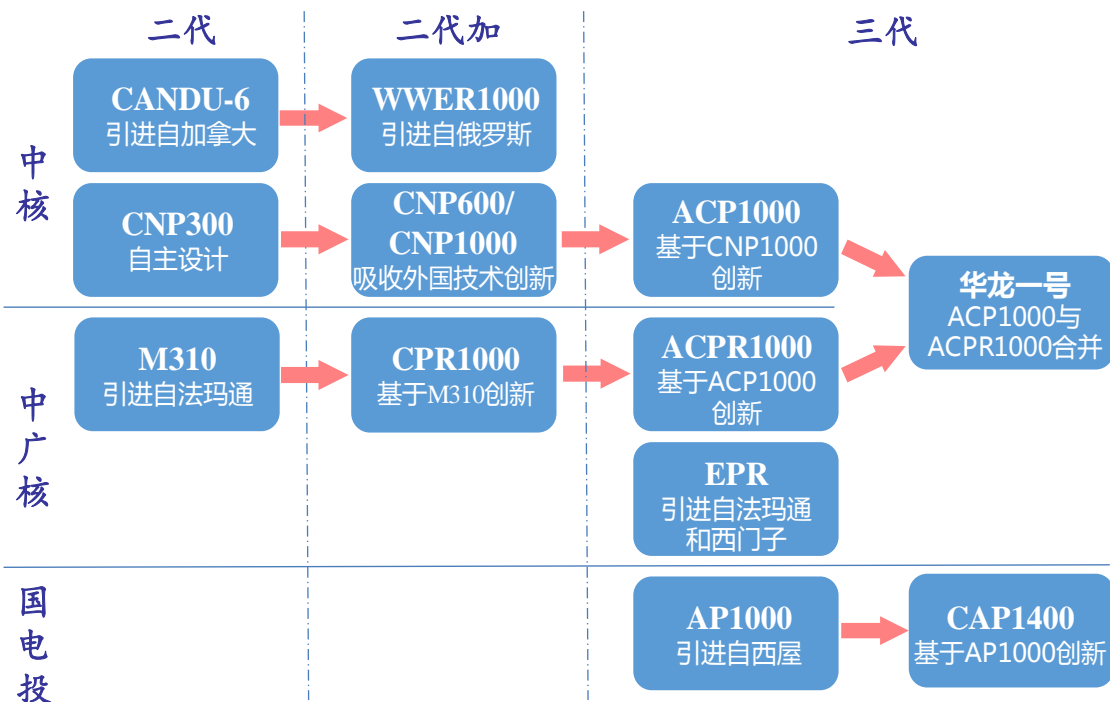 二代
二代加
三代
中核
CANDU-6
引进自加拿大
WWER1000
引进自俄罗斯
CNP300
自主设计
CNP600/
CNP1000
吸收外国技术创新
ACP1000
基于CNP1000
创新
华龙一号
ACP1000与
ACPR1000合并
中广核
M310
引进自法玛通
CPR1000
基于M310创新
ACPR1000
基于ACP1000
创新
EPR
引进自法玛通
和西门子
国电投
AP1000
引进自西屋
CAP1400
基于AP1000创新